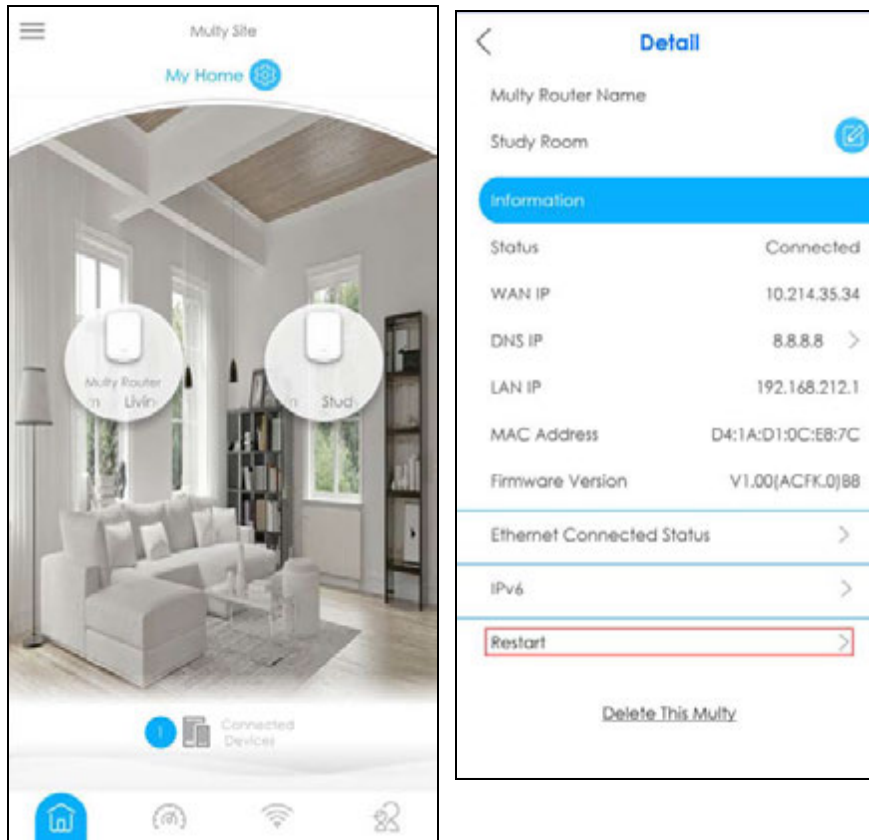 Multy Site
My Home
Multy Router
n Livin
n Stud
1 Connected
Devices
Detail
Multy Router Name
Study Room
Information
Status Connected
WAN IP 10.214.35.34
DNS IP 8.8.8.8
LAN IP 192.168.212.1
MAC Address D4:1A:D1:0C:EB:7C
Firmware Version V1.00(ACFK.0)B8
Ethernet Connected Status
IPv6
Restart
Delete This Multy